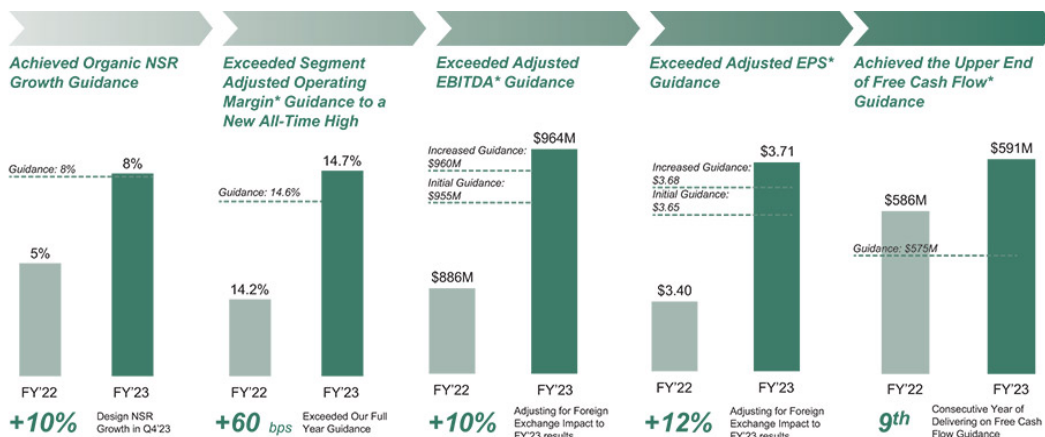 Achieved Organic NSR
Growth Guidance
Guidance: 8%
8%
5%
FY'22
FY'23
+10%
Design NSR
Growth in Q4'23
Exceeded Segment
Adjusted Operating
Margin* Guidance to a
New All-Time High
14.7%
Guidance: 14.6%
14.2%
FY'22
FY'23
+60 bps
Exceeded Our Full
Year Guidance
Exceeded Adjusted
EBITDA* Guidance
$964M
Increased Guidance:
$960M
Initial Guidance:
$955M
$886M
FY'22
FY'23
+10%
Adjusting for Foreign
Exchange Impact to
FY'23 results
Exceeded Adjusted EPS*
Guidance
$3.71
Increased Guidance:
$3.68
Initial Guidance:
$3.65
$3.40
FY'22
FY'23
+12%
Adjusting for Foreign
Exchange Impact to
FY'23 results
Achieved the Upper End
of Free Cash Flow*
Guidance
$591M
$586M
Guidance: $575M
FY'22
FY'23
9th
Consecutive Year of
Delivering on Free Cash
Flow Guidance